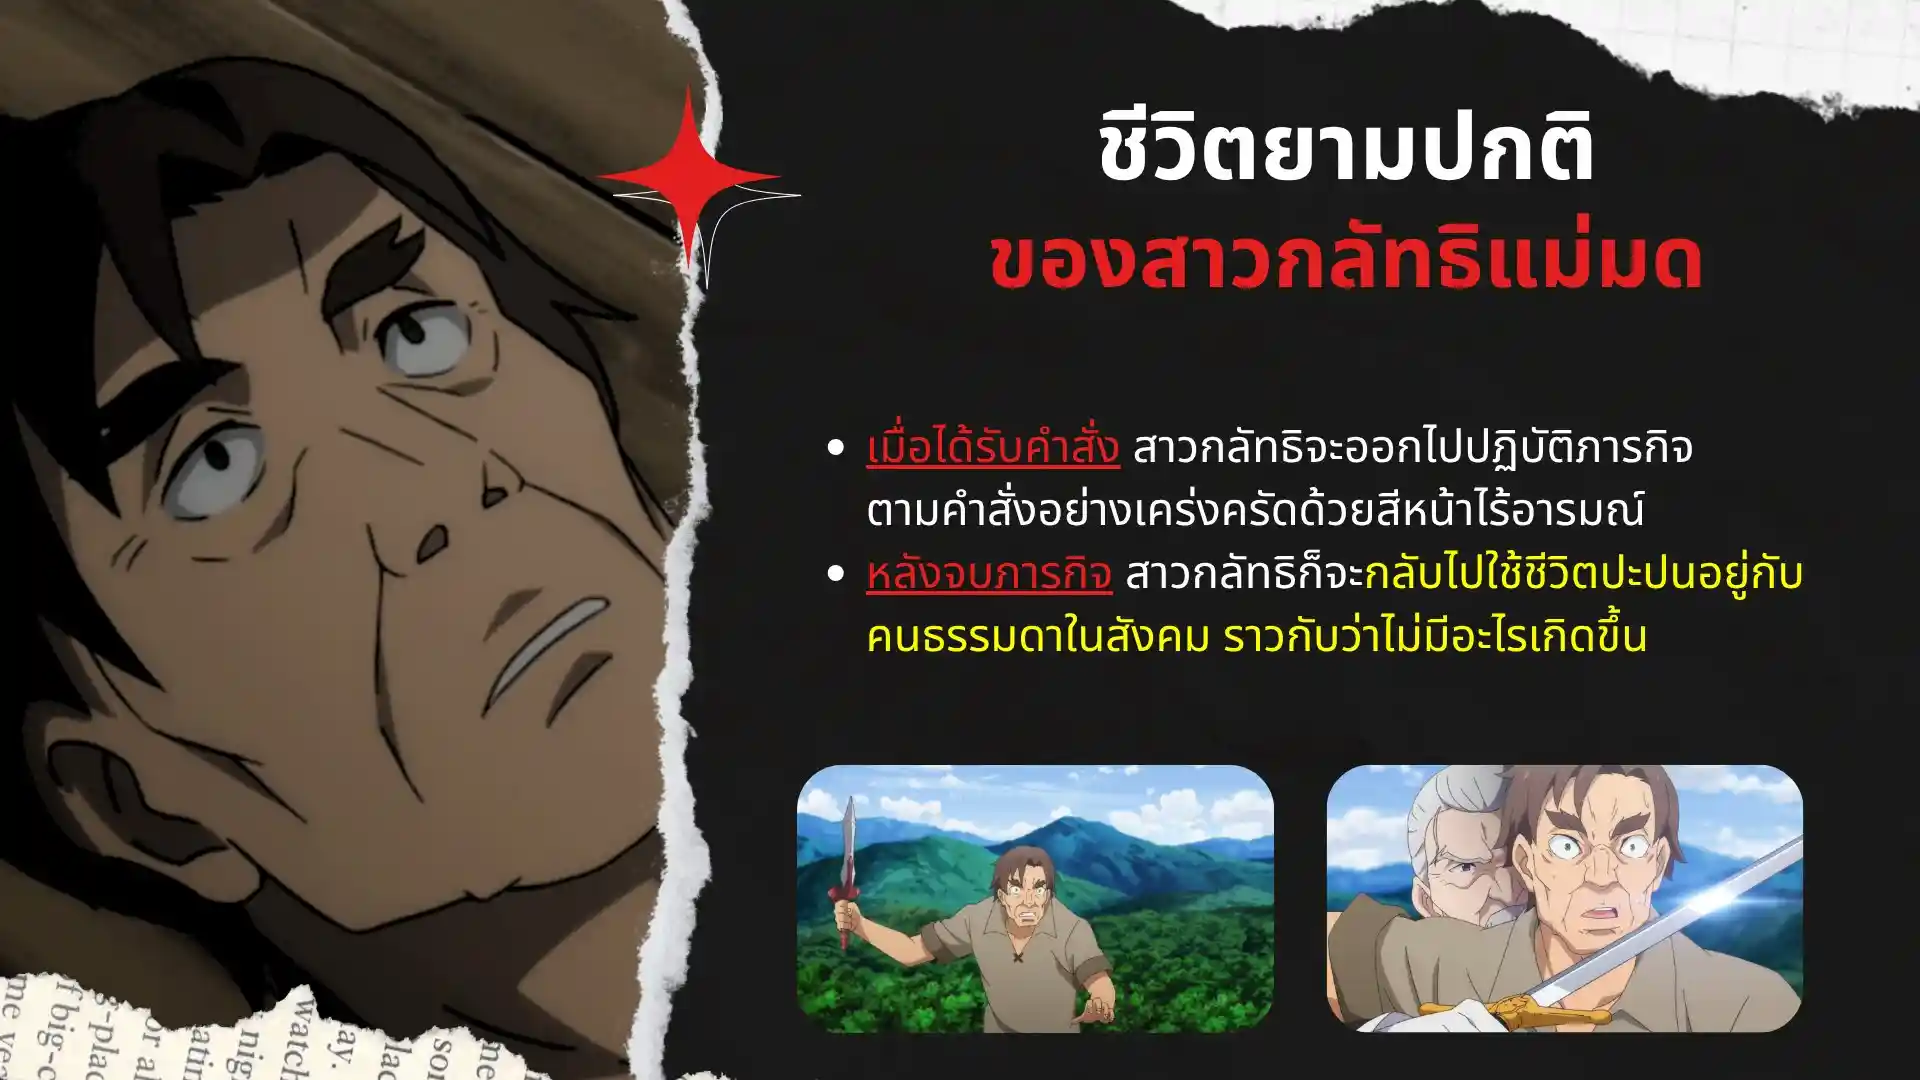 ชีวิตยามปกติ
ของสาวกลัทธิแม่มด
• เมื่อได้รับคำสั่ง สาวกลัทธิจะออกไปปฏิบัติภารกิจ
ตามคำสั่งอย่างเคร่งครัดด้วยสีหน้าไร้อารมณ์
• หลังจบภารกิจ สาวกลัทธิก็จะกลับไปใช้ชีวิตปะปนอยู่กับ
คนธรรมดาในสังคม ราวกับว่าไม่มีอะไรเกิดขึ้น